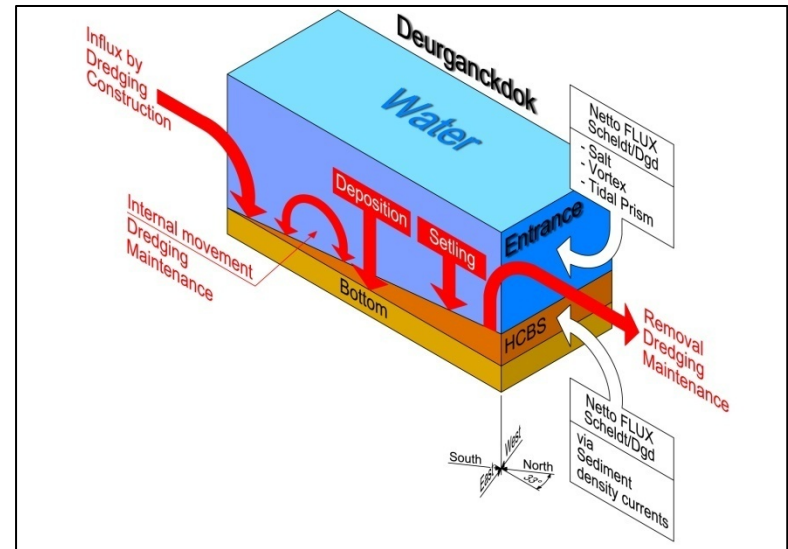 Influx by
Dredging
Construction
Deurganckdok
Water
Netto FLUX
Scheldt/Dgd
- Salt
- Vortex
- Tidal Prism
Deposition
Setling
Entrance
Internal movement
Dredging
Maintenance
Bottom
HCBS
Removal
Dredging
Maintenance
Netto FLUX
Scheldt/Dgd
via
Sediment
density currents
West
South
North
East
33°